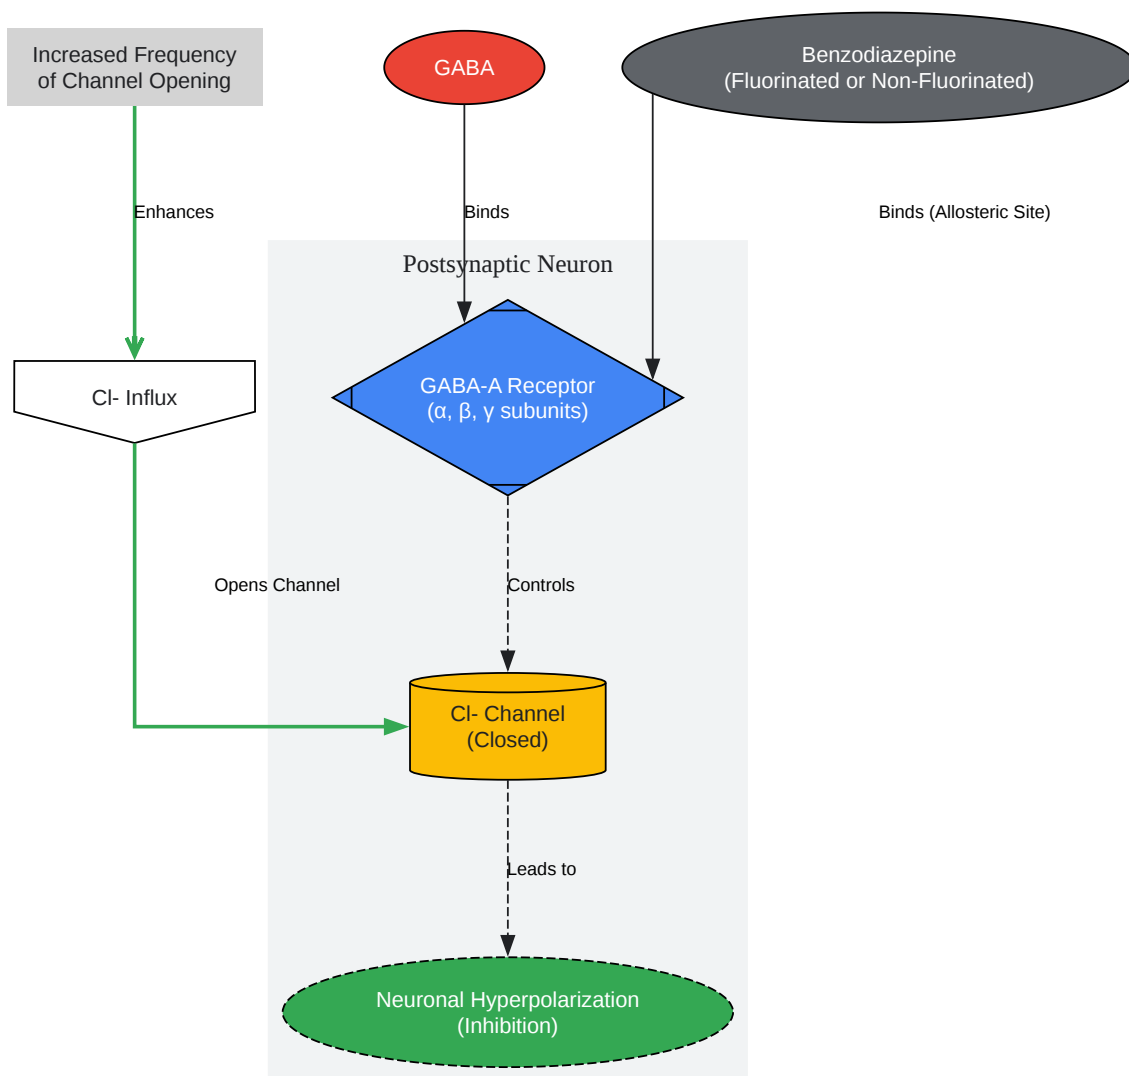 Increased Frequency
of Channel Opening
GABA
Benzodiazepine
(Fluorinated or Non-Fluorinated)
Enhances
Binds
Binds (Allosteric Site)
Postsynaptic Neuron
Cl- Influx
GABA-A Receptor
(α, β, γ subunits)
Opens Channel
Controls
Cl- Channel
(Closed)
Leads to
Neuronal Hyperpolarization
(Inhibition)